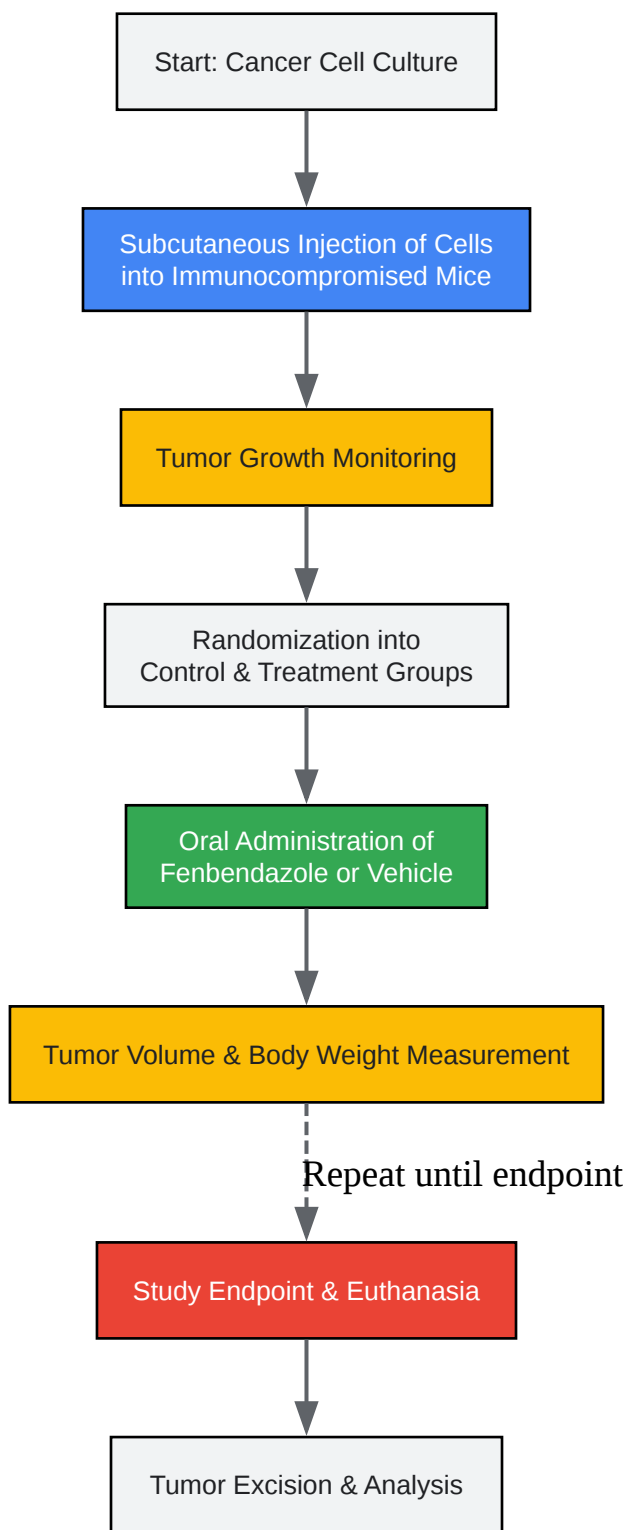 Start: Cancer Cell Culture
Subcutaneous Injection of Cells
into Immunocompromised Mice
Tumor Growth Monitoring
Randomization into
Control & Treatment Groups
Oral Administration of
Fenbendazole or Vehicle
Tumor Volume & Body Weight Measurement
Repeat until endpoint
Study Endpoint & Euthanasia
Tumor Excision & Analysis